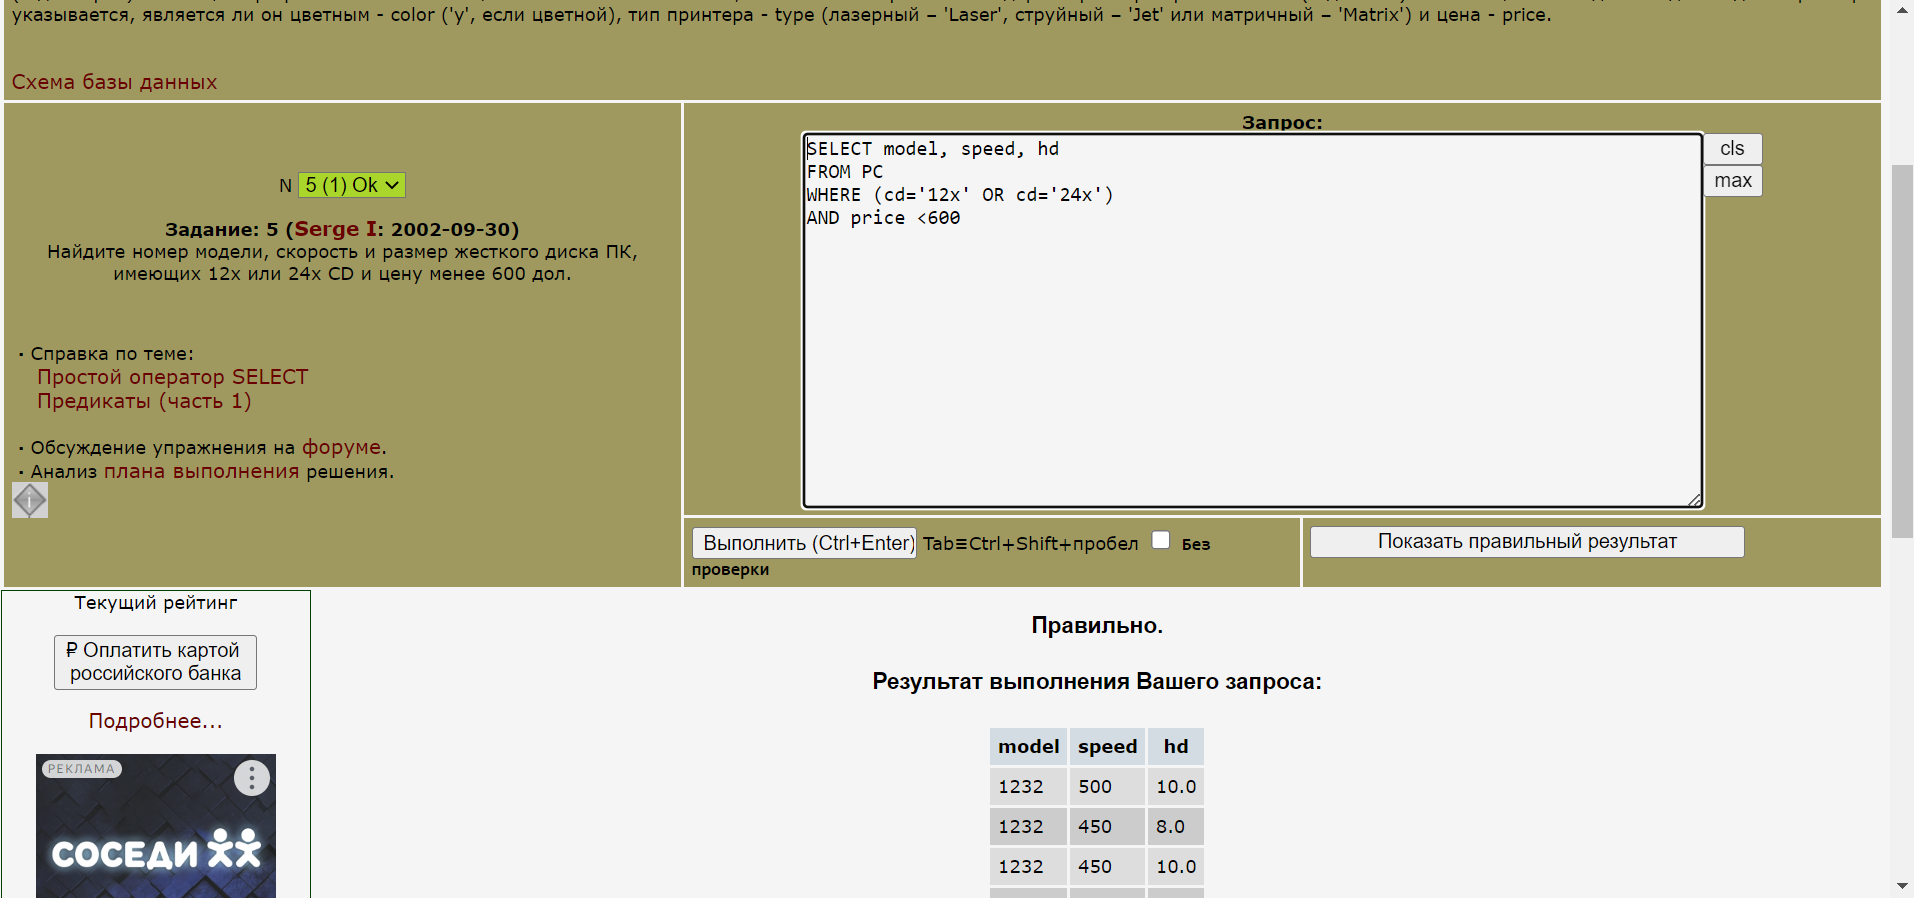 указывается, является ли он цветным - color ('y', если цветной), тип принтера - type (лазерный – 'Laser', струйный – 'Jet' или матричный – 'Matrix') и цена - price.
Схема базы данных
Запрос:
SELECT model, speed, hd
FROM PC
WHERE (cd='12x' OR cd='24x')
AND price <600
cls
max
N 5 (1) Ok
Задание: 5 (Serge I: 2002-09-30)
Найдите номер модели, скорость и размер жесткого диска ПК,
имеющих 12x или 24x CD и цену менее 600 дол.
· Справка по теме:
Простой оператор SELECT
Предикаты (часть 1)
· Обсуждение упражнения на форуме.
· Анализ плана выполнения решения.
i
Выполнить (Ctrl+Enter) Tab≡Ctrl+Shift+пробел Без
проверки
Показать правильный результат
Текущий рейтинг
₽ Оплатить картой
российского банка
Подробнее...
РЕКЛАМА
СОСЕДИ
Правильно.
Результат выполнения Вашего запроса:
model speed hd
1232 500 10.0
1232 450 8.0
1232 450 10.0